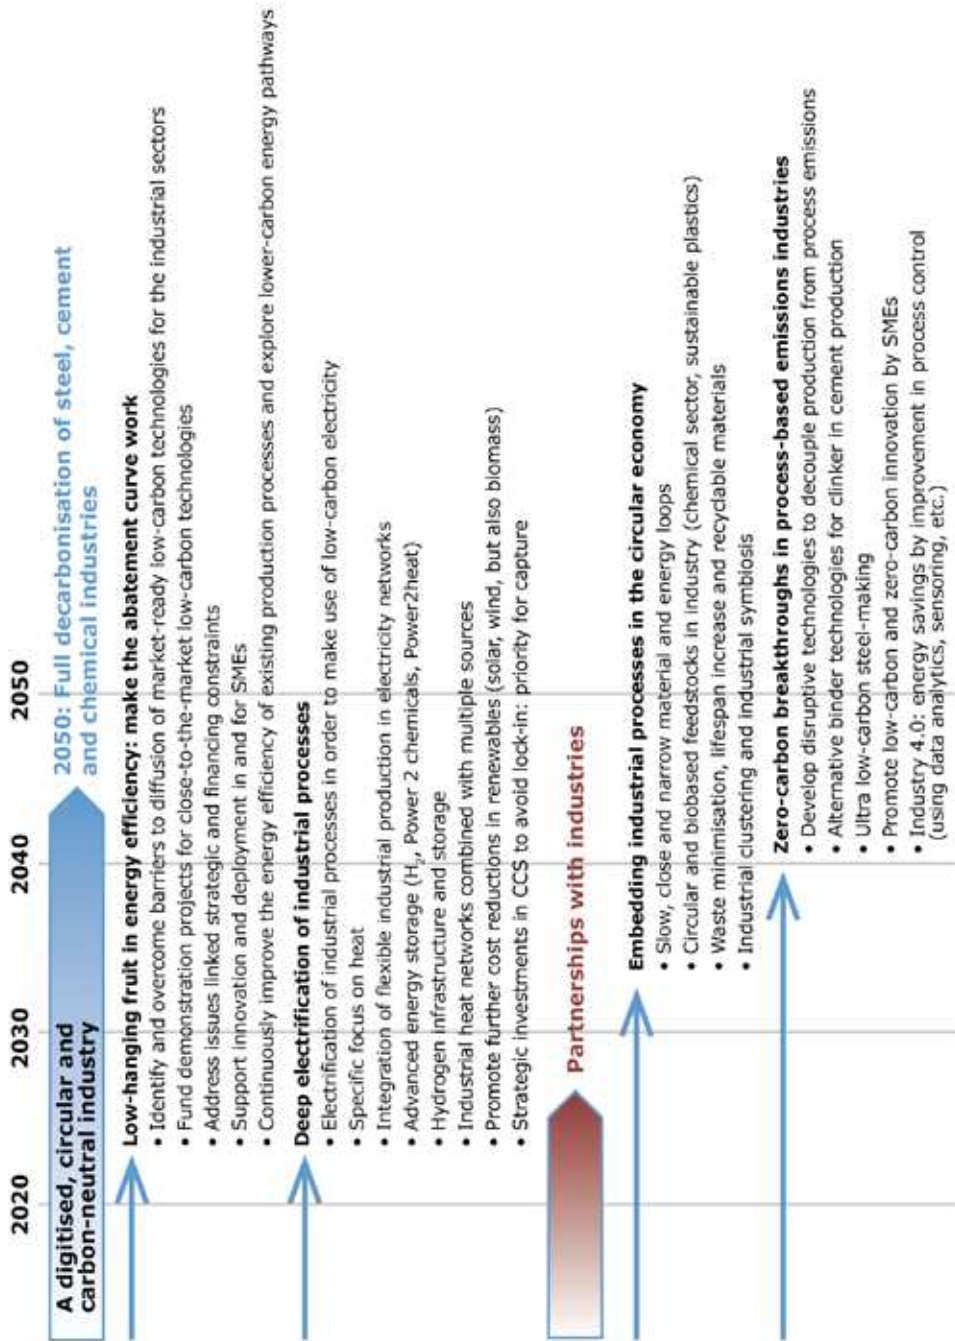 2020 2030 2040 2050
A digitised, circular and
carbon-neutral industry
2050: Full decarbonisation of steel, cement
and chemical industries
Low-hanging fruit in energy efficiency: make the abatement curve work
• Identify and overcome barriers to diffusion of market-ready low-carbon technologies for the industrial sectors
• Fund demonstration projects for close-to-the-market low-carbon technologies
• Address issues linked strategic and financing constraints
• Support innovation and deployment in and for SMEs
• Continuously improve the energy efficiency of existing production processes and explore lower-carbon energy pathways
Deep electrification of industrial processes
• Electrification of industrial processes in order to make use of low-carbon electricity
• Specific focus on heat
• Integration of flexible industrial production in electricity networks
• Advanced energy storage (H₂, Power 2 chemicals, Power2heat)
• Hydrogen infrastructure and storage
• Industrial heat networks combined with multiple sources
• Promote further cost reductions in renewables (solar, wind, but also biomass)
• Strategic investments in CCS to avoid lock-in: priority for capture
Partnerships with industries
Embedding industrial processes in the circular economy
• Slow, close and narrow material and energy loops
• Circular and biobased feedstocks in industry (chemical sector, sustainable plastics)
• Waste minimisation, lifespan increase and recyclable materials
• Industrial clustering and industrial symbiosis
Zero-carbon breakthroughs in process-based emissions industries
• Develop disruptive technologies to decouple production from process emissions
• Alternative binder technologies for clinker in cement production
• Ultra low-carbon steel-making
• Promote low-carbon and zero-carbon innovation by SMEs
• Industry 4.0: energy savings by improvement in process control
(using data analytics, sensoring, etc.)